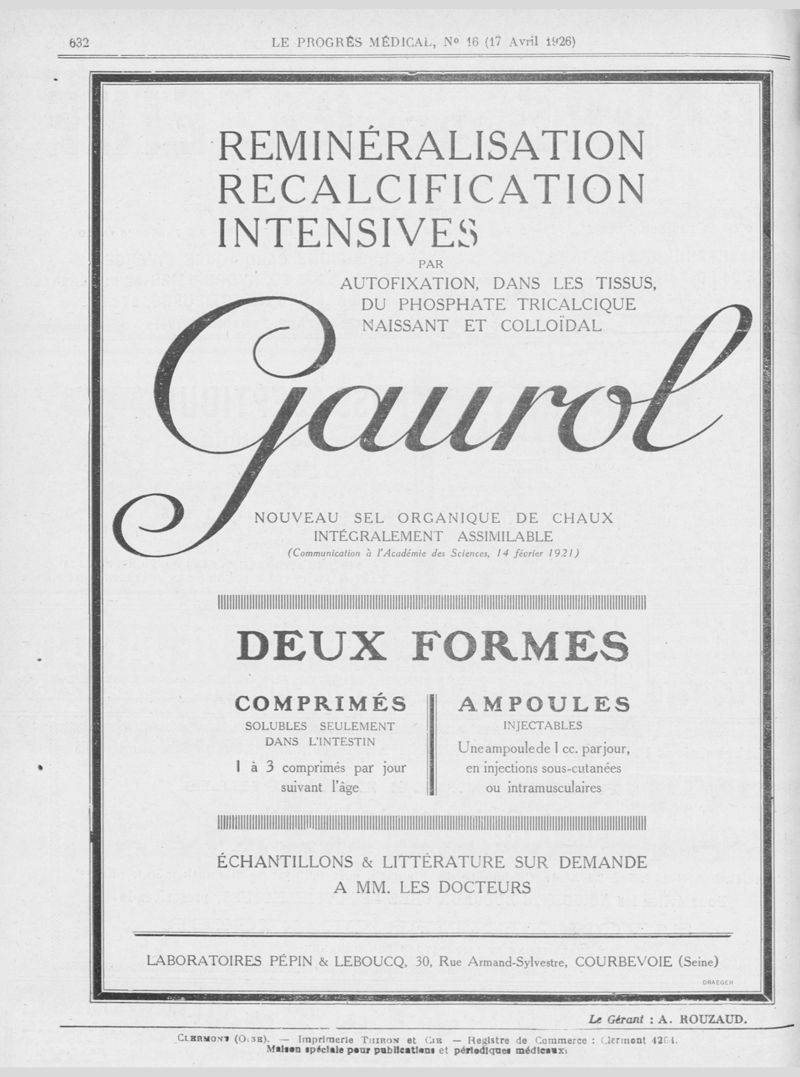 632
LE PROGRÈS MÉDICAL, No 16 (17 Avril 1926)
REMINÉRALISATION
RECALCIFICATION
INTENSIVES
PAR
AUTOFIXATION, DANS LES TISSUS,
DU PHOSPHATE TRICALCIQUE
NAISSANT ET COLLOÏDAL
Gaurol
NOUVEAU SEL ORGANIQUE DE CHAUX
INTÉGRALEMENT ASSIMILABLE
(Communication à l'Académie des Sciences, 14 février 1921)
DEUX FORMES
COMPRIMÉS
SOLUBLES SEULEMENT
DANS L'INTESTIN
1 à 3 comprimés par jour
suivant l'âge
AMPOULES
INJECTABLES
Une ampoule de 1 cc. par jour,
en injections sous-cutanées
ou intramusculaires
ÉCHANTILLONS & LITTÉRATURE SUR DEMANDE
A MM. LES DOCTEURS
LABORATOIRES PÉPIN & LEBOUCQ, 30, Rue Armand-Sylvestre, COURBEVOIE (Seine)
DRAEGER
Le Gérant : A. ROUZAUD.
CLERMONT (OISE). — Imprimerie THIRON et CIE — Registre de Commerce : Clermont
Maison spéciale pour publications et périodiques médicaux.